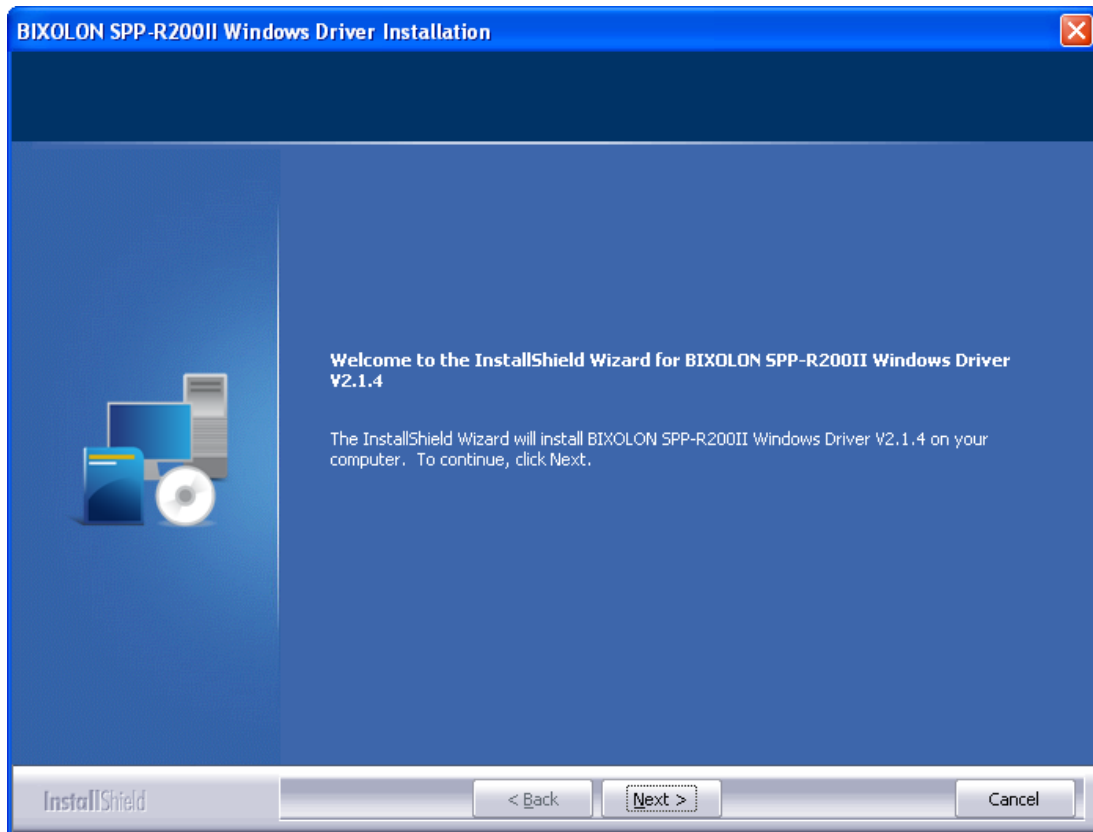 BIXOLON SPP-R200II Windows Driver Installation
Welcome to the InstallShield Wizard for BIXOLON SPP-R200II Windows Driver
V2.1.4
The InstallShield Wizard will install BIXOLON SPP-R200II Windows Driver V2.1.4 on your
computer. To continue, click Next.
InstallShield
< Back
Next >
Cancel